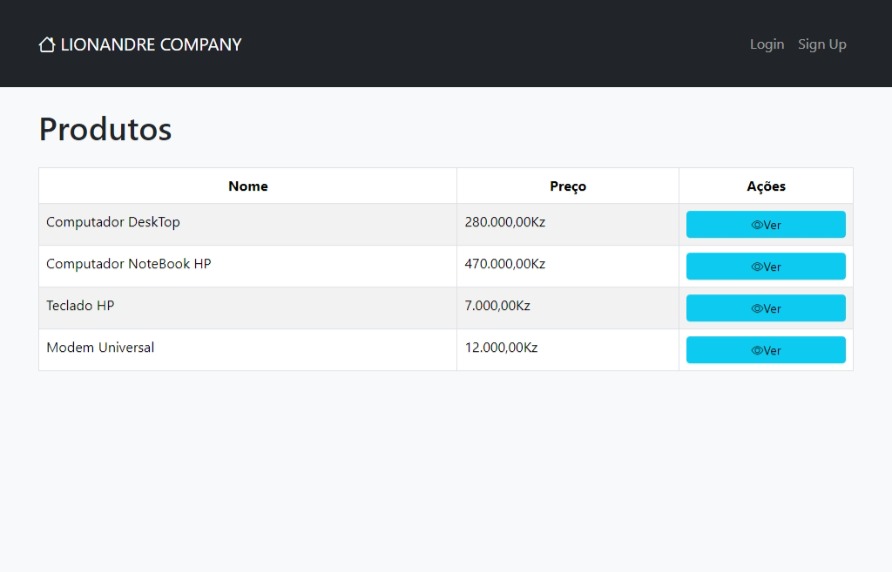 LIONANDRE COMPANY Login Sign Up
Produtos
Nome Preço Ações
Computador DeskTop 280.000,00Kz Ver
Computador NoteBook HP 470.000,00Kz Ver
Teclado HP 7.000,00Kz Ver
Modem Universal 12.000,00Kz Ver